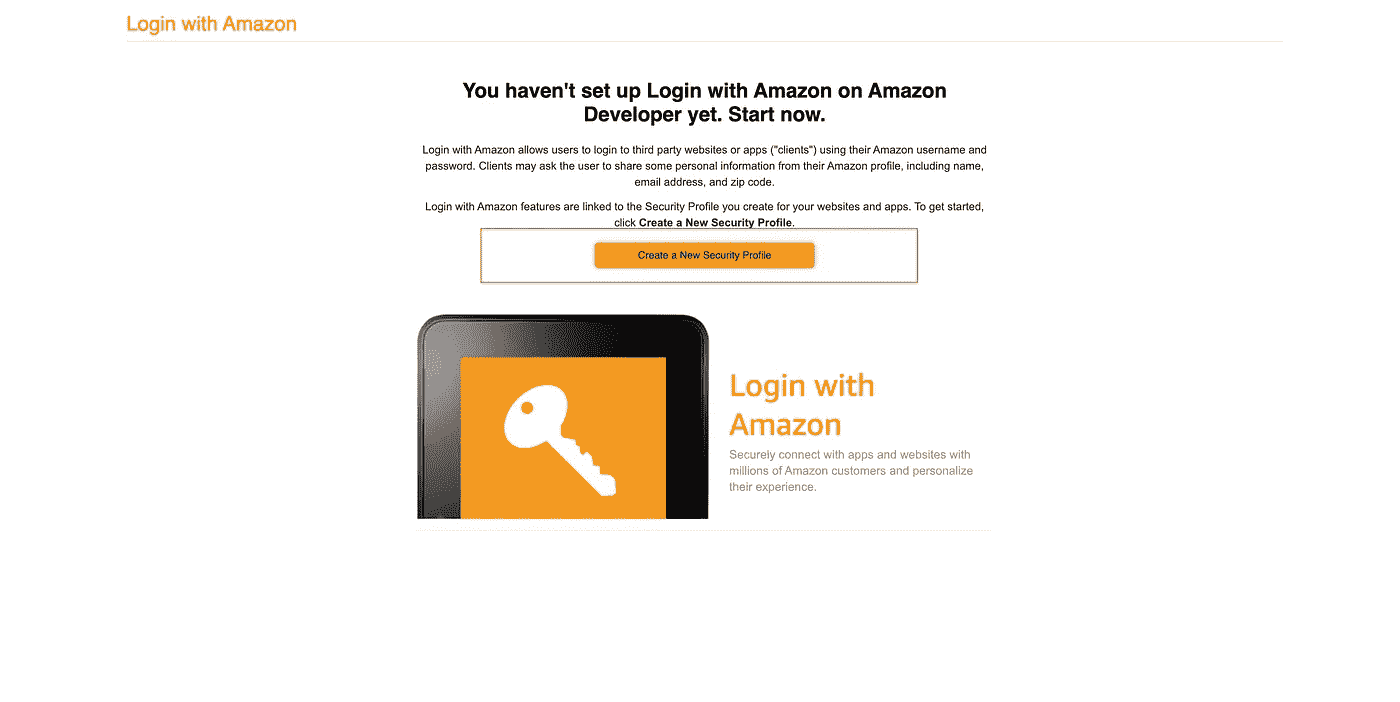 Login with Amazon
You haven't set up Login with Amazon on Amazon
Developer yet. Start now.
Login with Amazon allows users to login to third party websites or apps ("clients") using their Amazon username and
password. Clients may ask the user to share some personal information from their Amazon profile, including name,
email address, and zip code.
Login with Amazon features are linked to the Security Profile you create for your websites and apps. To get started,
click Create a New Security Profile.
Create a New Security Profile
Login with
Amazon
Securely connect with apps and websites with
millions of Amazon customers and personalize
their experience.